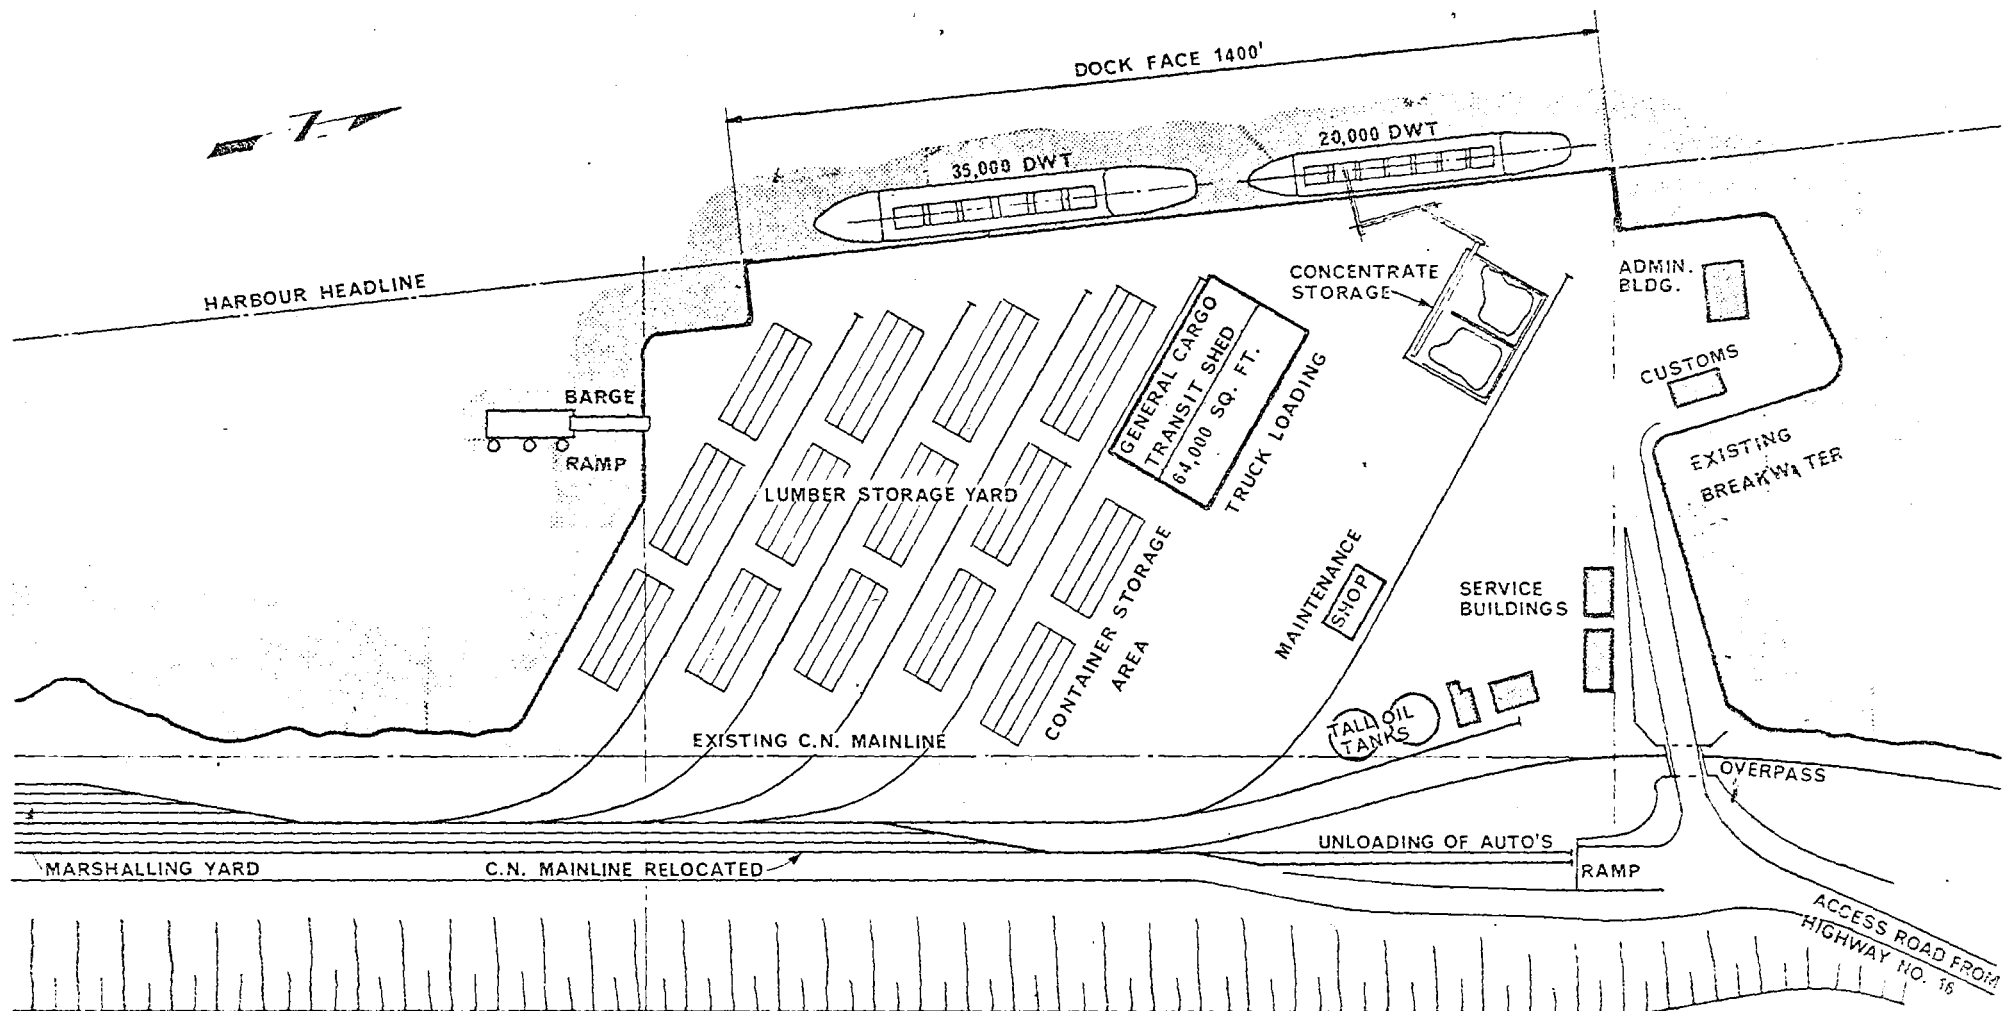 DOCK FACE 1400'
35,000 DWT
20,000 DWT
HARBOUR HEADLINE
CONCENTRATE
STORAGE
ADMIN.
BLDG.
CUSTOMS
EXISTING
BREAKWATER
BARGE
RAMP
GENERAL CARGO
TRANSIT SHED
64,000 SQ. FT.
TRUCK LOADING
LUMBER STORAGE YARD
CONTAINER STORAGE
AREA
MAINTENANCE
SHOP
SERVICE
BUILDINGS
TALL OIL
TANKS
EXISTING C.N. MAINLINE
OVERPASS
MARSHALLING YARD
C.N. MAINLINE RELOCATED
UNLOADING OF AUTO'S
RAMP
ACCESS ROAD FROM
HIGHWAY NO. 16